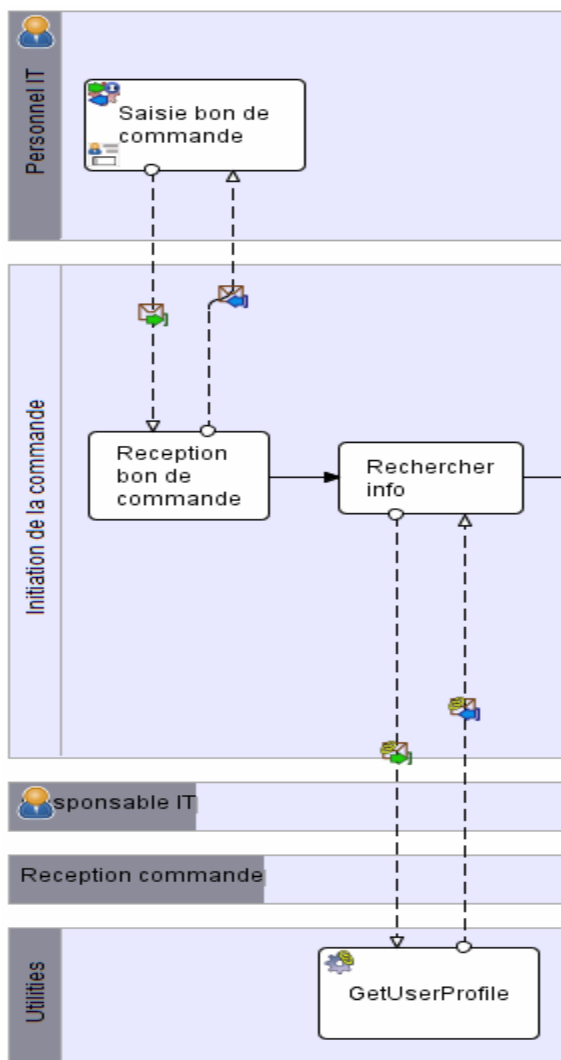 Personnel IT
Saisie bon de
commande
Initiation de la commande
Reception
bon de
commande
Rechercher
info
sponsable IT
Reception commande
Utilities
GetUserProfile